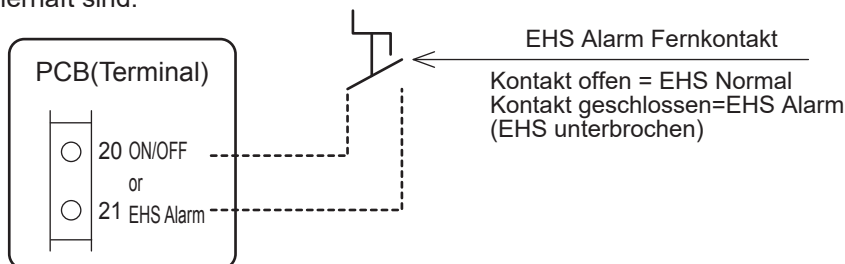 EHS Alarm Fernkontakt
PCB(Terminal)
Kontakt offen = EHS Normal
Kontakt geschlossen=EHS Alarm
(EHS unterbrochen)
20 ON/OFF
or
21 EHS Alarm